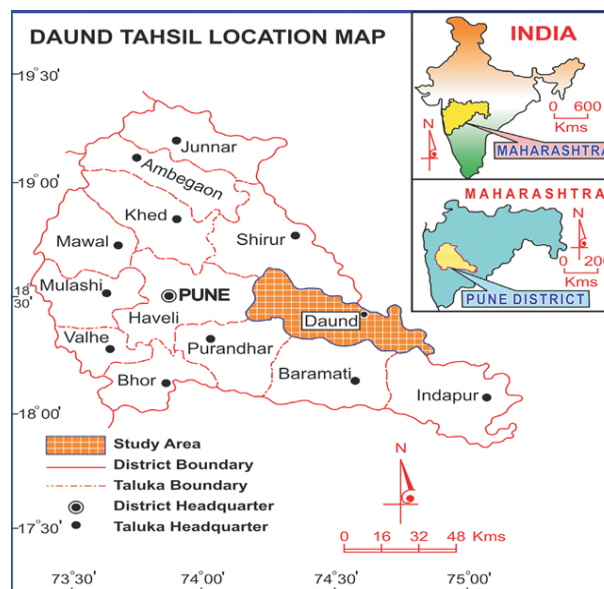 DAUND TAHSIL LOCATION MAP
INDIA
0 600
Kms
N
MAHARASHTRA
MAHARASHTRA
N
0 200
Kms
PUNE DISTRICT
19°30'
19°00'
18°30'
18°00'
17°30'
Junnar
Ambegaon
Khed
Shirur
Mawal
Mulashi
PUNE
Haveli
Daund
Valhe
Purandhar
Bhor
Baramati
Indapur
Study Area
District Boundary
Taluka Boundary
District Headquarter
Taluka Headquarter
N
0 16 32 48 Kms
73°30' 74°00' 74°50' 75°00'